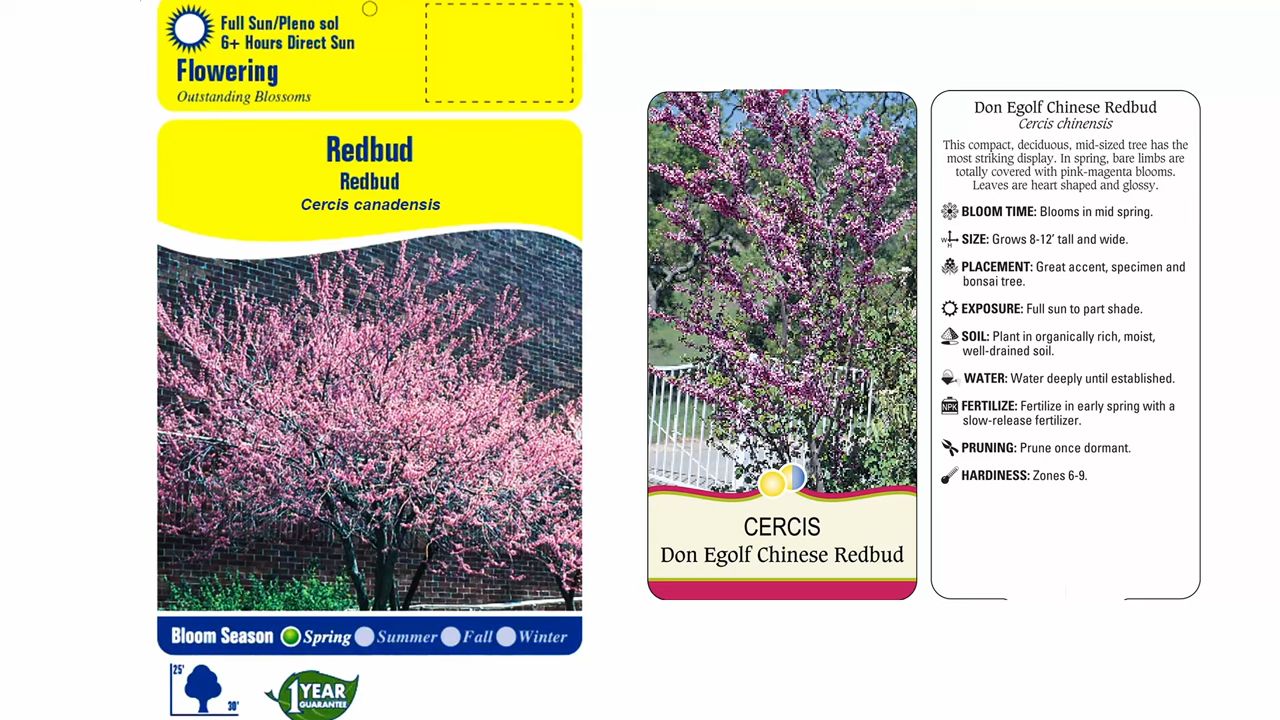 Full Sun/Pleno sol
6+ Hours Direct Sun
Flowering
Outstanding Blossoms
Redbud
Redbud
Cercis canadensis
Bloom Season Spring Summer Fall Winter
25'
30'
1 YEAR
GUARANTEE
CERCIS
Don Egolf Chinese Redbud
Don Egolf Chinese Redbud
Cercis chinensis
This compact, deciduous, mid-sized tree has the
most striking display. In spring, bare limbs are
totally covered with pink-magenta blooms.
Leaves are heart shaped and glossy.
BLOOM TIME: Blooms in mid spring.
W
H
SIZE: Grows 8-12' tall and wide.
PLACEMENT: Great accent, specimen and
bonsai tree.
EXPOSURE: Full sun to part shade.
SOIL: Plant in organically rich, moist,
well-drained soil.
WATER: Water deeply until established.
NPK FERTILIZE: Fertilize in early spring with a
slow-release fertilizer.
PRUNING: Prune once dormant.
HARDINESS: Zones 6-9.